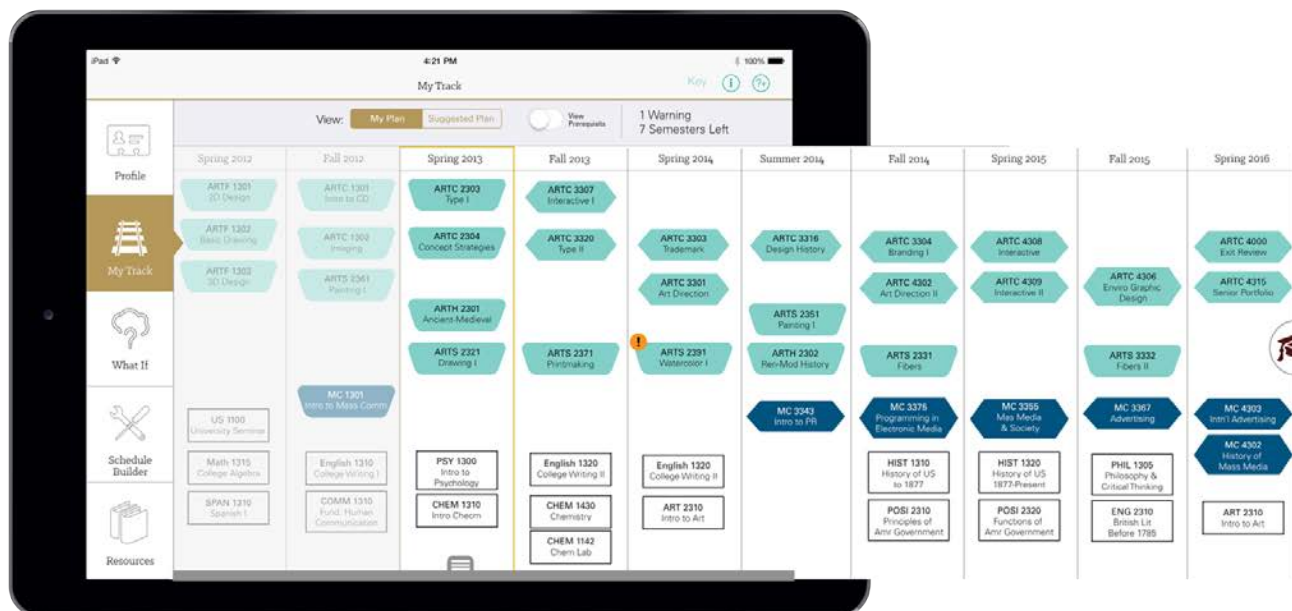 iPad
4:21 PM
100%
My Track
Key
i
?+
View:
My Plan
Suggested Plan
View
Prerequisits
1 Warning
7 Semesters Left
Profile
My Track
What If
Schedule
Builder
Resources
Spring 2012
ARTF 1301
2D Design
ARTF 1302
Basic Drawing
ARTF 1303
3D Design
US 1100
University Seminar
Math 1315
College Algebra
SPAN 1310
Spanish I
Fall 2012
ARTC 1301
Intro to CD
ARTC 1302
Imaging
ARTS 2361
Painting I
MC 1301
Intro to Mass Comm
English 1310
College Writing I
COMM 1310
Fund. Human
Communication
Spring 2013
ARTC 2303
Type I
ARTC 2304
Concept Strategies
ARTH 2301
Ancient-Medieval
ARTS 2321
Drawing I
PSY 1300
Intro to
Psychology
CHEM 1310
Intro Checm
Fall 2013
ARTC 3307
Interactive I
ARTC 3320
Type II
ARTS 2371
Printmaking
English 1320
College Writing II
CHEM 1430
Chemistry
CHEM 1142
Chem Lab
Spring 2014
ARTC 3303
Trademark
ARTC 3301
Art Direction
!
ARTS 2391
Watercolor I
English 1320
College Writing II
ART 2310
Intro to Art
Summer 2014
ARTC 3316
Design History
ARTS 2351
Painting I
ARTH 2302
Ren-Mod History
MC 3343
Intro to PR
Fall 2014
ARTC 3304
Branding I
ARTC 4302
Art Direction II
ARTS 2331
Fibers
MC 3375
Programming in
Electronic Media
HIST 1310
History of US
to 1877
POSI 2310
Principles of
Amr Government
Spring 2015
ARTC 4308
Interactive
ARTC 4309
Interactive II
MC 3355
Mas Media
& Society
HIST 1320
History of US
1877-Present
POSI 2320
Functions of
Amr Government
Fall 2015
ARTC 4306
Enviro Graphic
Design
ARTS 3332
Fibers II
MC 3367
Advertising
PHIL 1305
Philosophy &
Critical Thinking
ENG 2310
British Lit
Before 1785
Spring 2016
ARTC 4000
Exit Review
ARTC 4315
Senior Portfolio
MC 4303
Intn'l Advertising
MC 4302
History of
Mass Media
ART 2310
Intro to Art